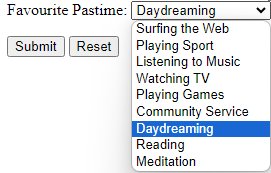 Favourite Pastime: Daydreaming
Surfing the Web
Playing Sport
Submit Reset
Listening to Music
Watching TV
Playing Games
Community Service
Daydreaming
Reading
Meditation